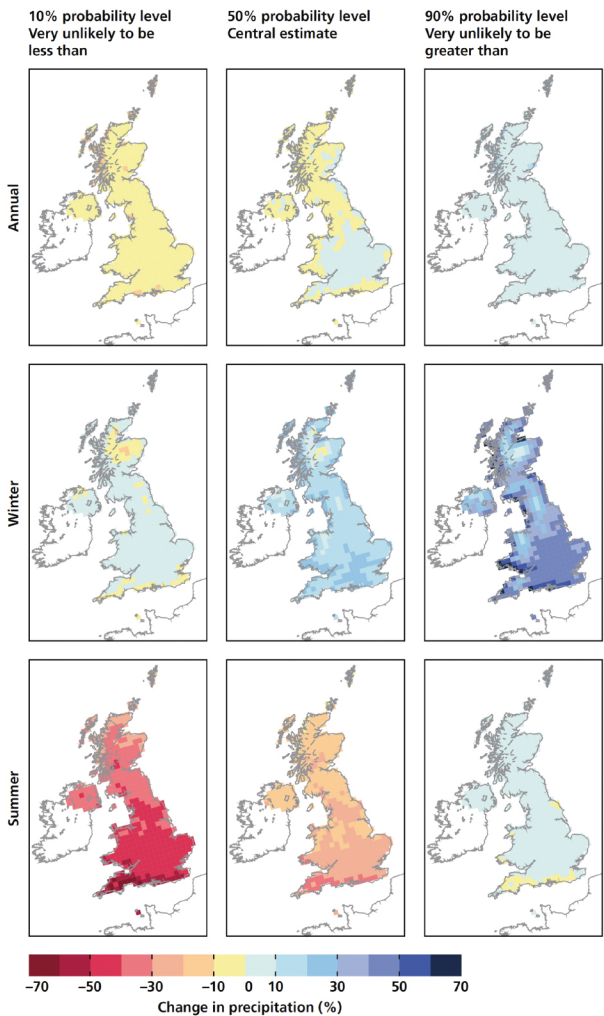 10% probability level
Very unlikely to be
less than
50% probability level
Central estimate
90% probability level
Very unlikely to be
greater than
Annual
Winter
Summer
–70 –50 –30 –10 0 10 30 50 70
Change in precipitation (%)